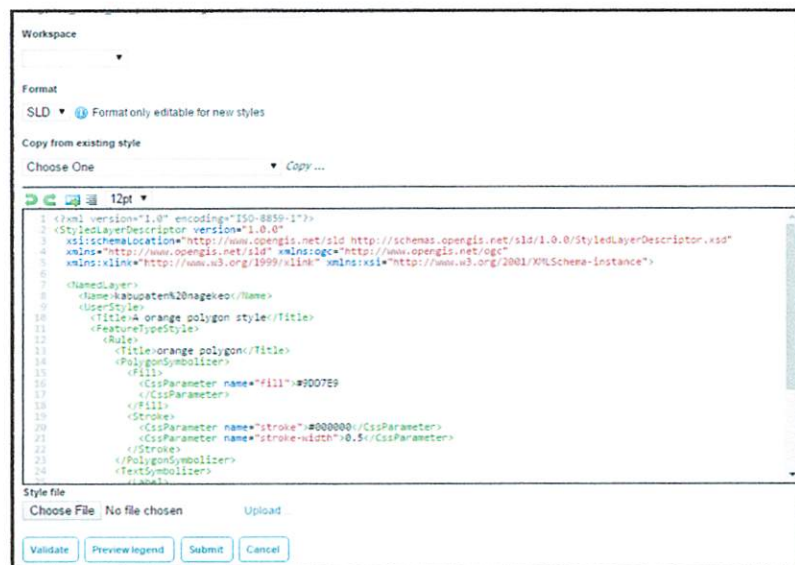 Workspace
Format
SLD Format only editable for new styles
Copy from existing style
Choose One Copy ...
12pt
1 <?xml version="1.0" encoding="ISO-8859-1"?>
2 <StyledLayerDescriptor version="1.0.0"
3 xsi:schemaLocation="http://www.opengis.net/sld http://schemas.opengis.net/sld/1.0.0/StyledLayerDescriptor.xsd"
4 xmlns="http://www.opengis.net/sld" xmlns:ogc="http://www.opengis.net/ogc"
5 xmlns:xlink="http://www.w3.org/1999/xlink" xmlns:xsi="http://www.w3.org/2001/XMLSchema-instance">
6
7 <NamedLayer>
8 <Name>kabupaten%20nagekeo</Name>
9 <UserStyle>
10 <Title>A orange polygon style</Title>
11 <FeatureTypeStyle>
12 <Rule>
13 <Title>orange polygon</Title>
14 <PolygonSymbolizer>
15 <Fill>
16 <CssParameter name="fill">#9DD7E9
17 </CssParameter>
18 </Fill>
19 <Stroke>
20 <CssParameter name="stroke">#000000</CssParameter>
21 <CssParameter name="stroke-width">0.5</CssParameter>
22 </Stroke>
23 </PolygonSymbolizer>
24 <TextSymbolizer>
25 <Label>
Style file
Choose File No file chosen Upload
Validate Preview legend Submit Cancel